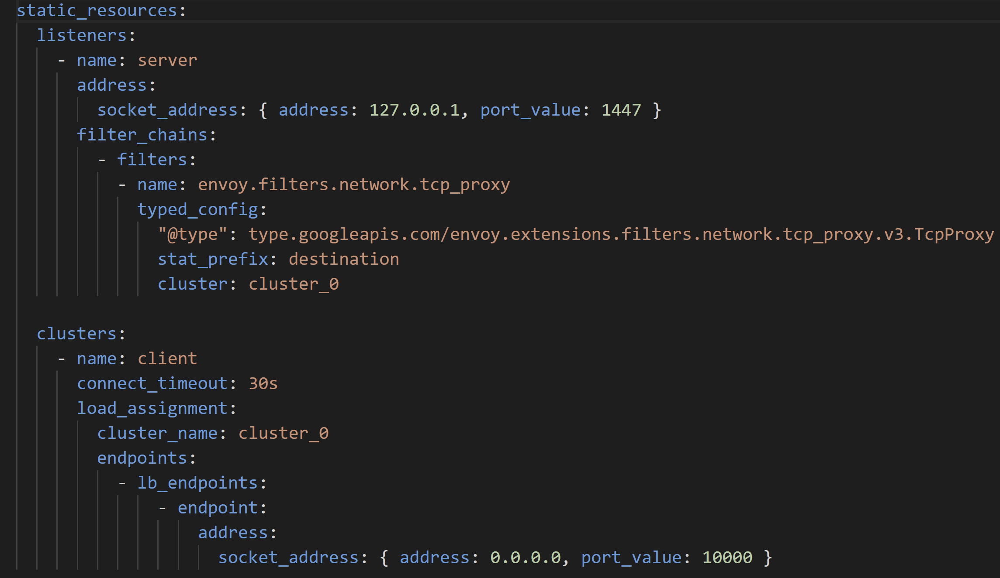 static_resources:
  listeners:
    - name: server
      address:
        socket_address: { address: 127.0.0.1, port_value: 1447 }
      filter_chains:
        - filters:
          - name: envoy.filters.network.tcp_proxy
            typed_config:
              "@type": type.googleapis.com/envoy.extensions.filters.network.tcp_proxy.v3.TcpProxy
              stat_prefix: destination
              cluster: cluster_0

  clusters:
    - name: client
      connect_timeout: 30s
      load_assignment:
        cluster_name: cluster_0
        endpoints:
          - lb_endpoints:
              - endpoint:
                  address:
                    socket_address: { address: 0.0.0.0, port_value: 10000 }